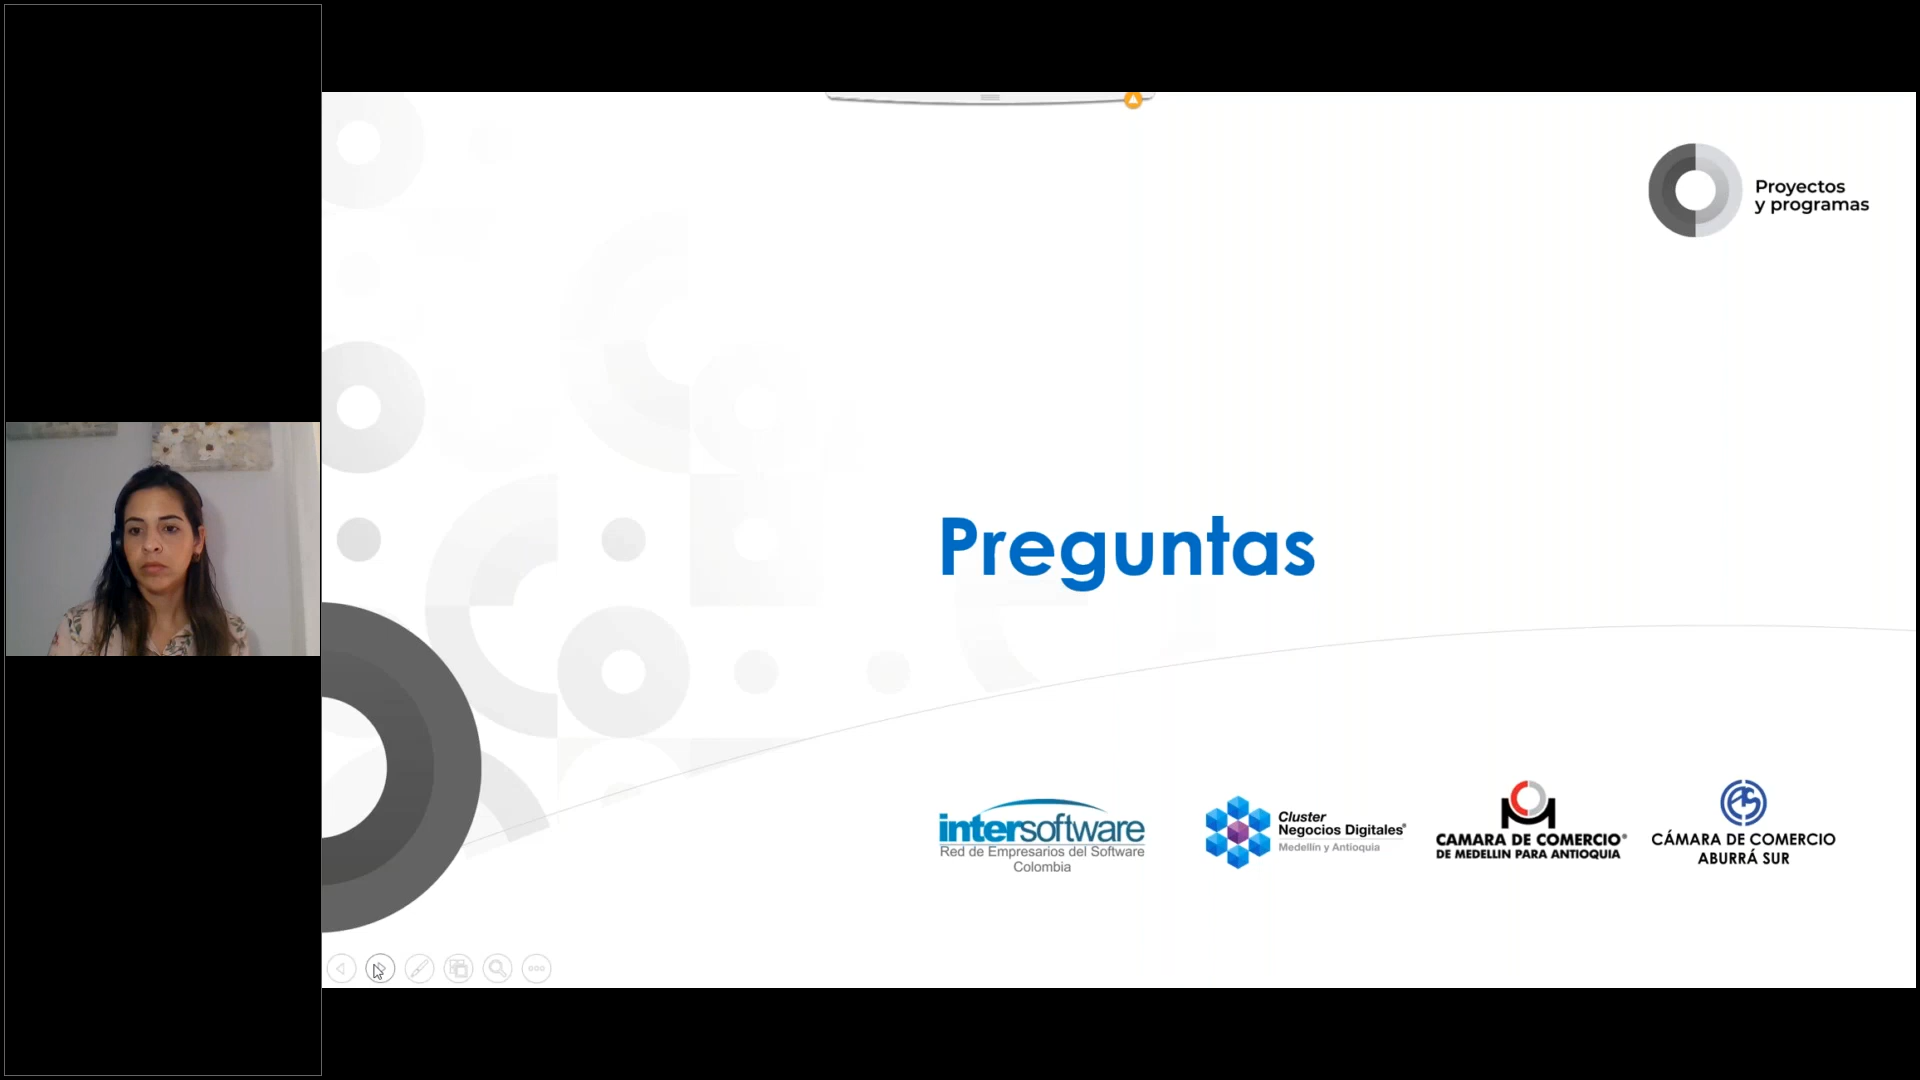 Proyectos
y programas
Preguntas
intersoftware
Red de Empresarios del Software
Colombia
Cluster
Negocios Digitales®
Medellín y Antioquia
CAMARA DE COMERCIO®
DE MEDELLIN PARA ANTIOQUIA
CÁMARA DE COMERCIO
ABURRÁ SUR